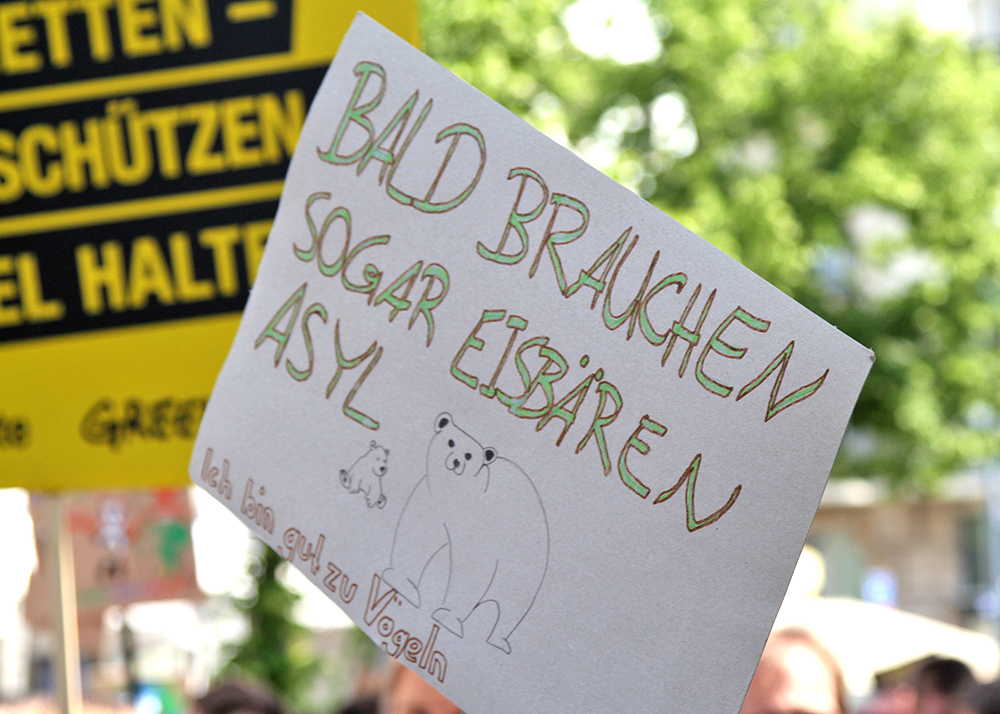 ETTEN –
SCHÜTZEN
EL HALTE
GREE
BALD BRAUCHEN
SOGAR EISBÄREN
ASYL
Ich bin gut zu Vögeln